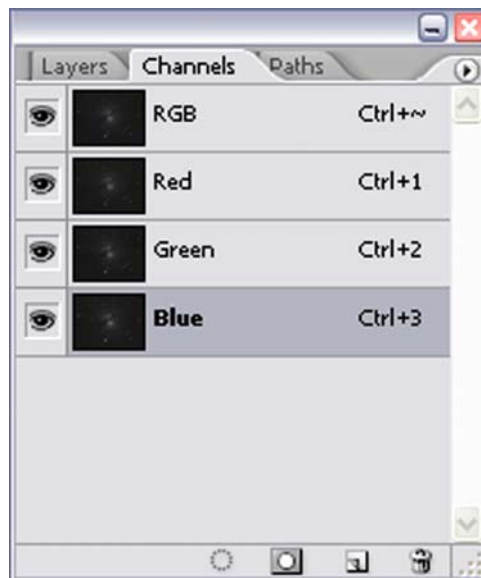 Layers Channels Paths
RGB Ctrl+~
Red Ctrl+1
Green Ctrl+2
Blue Ctrl+3